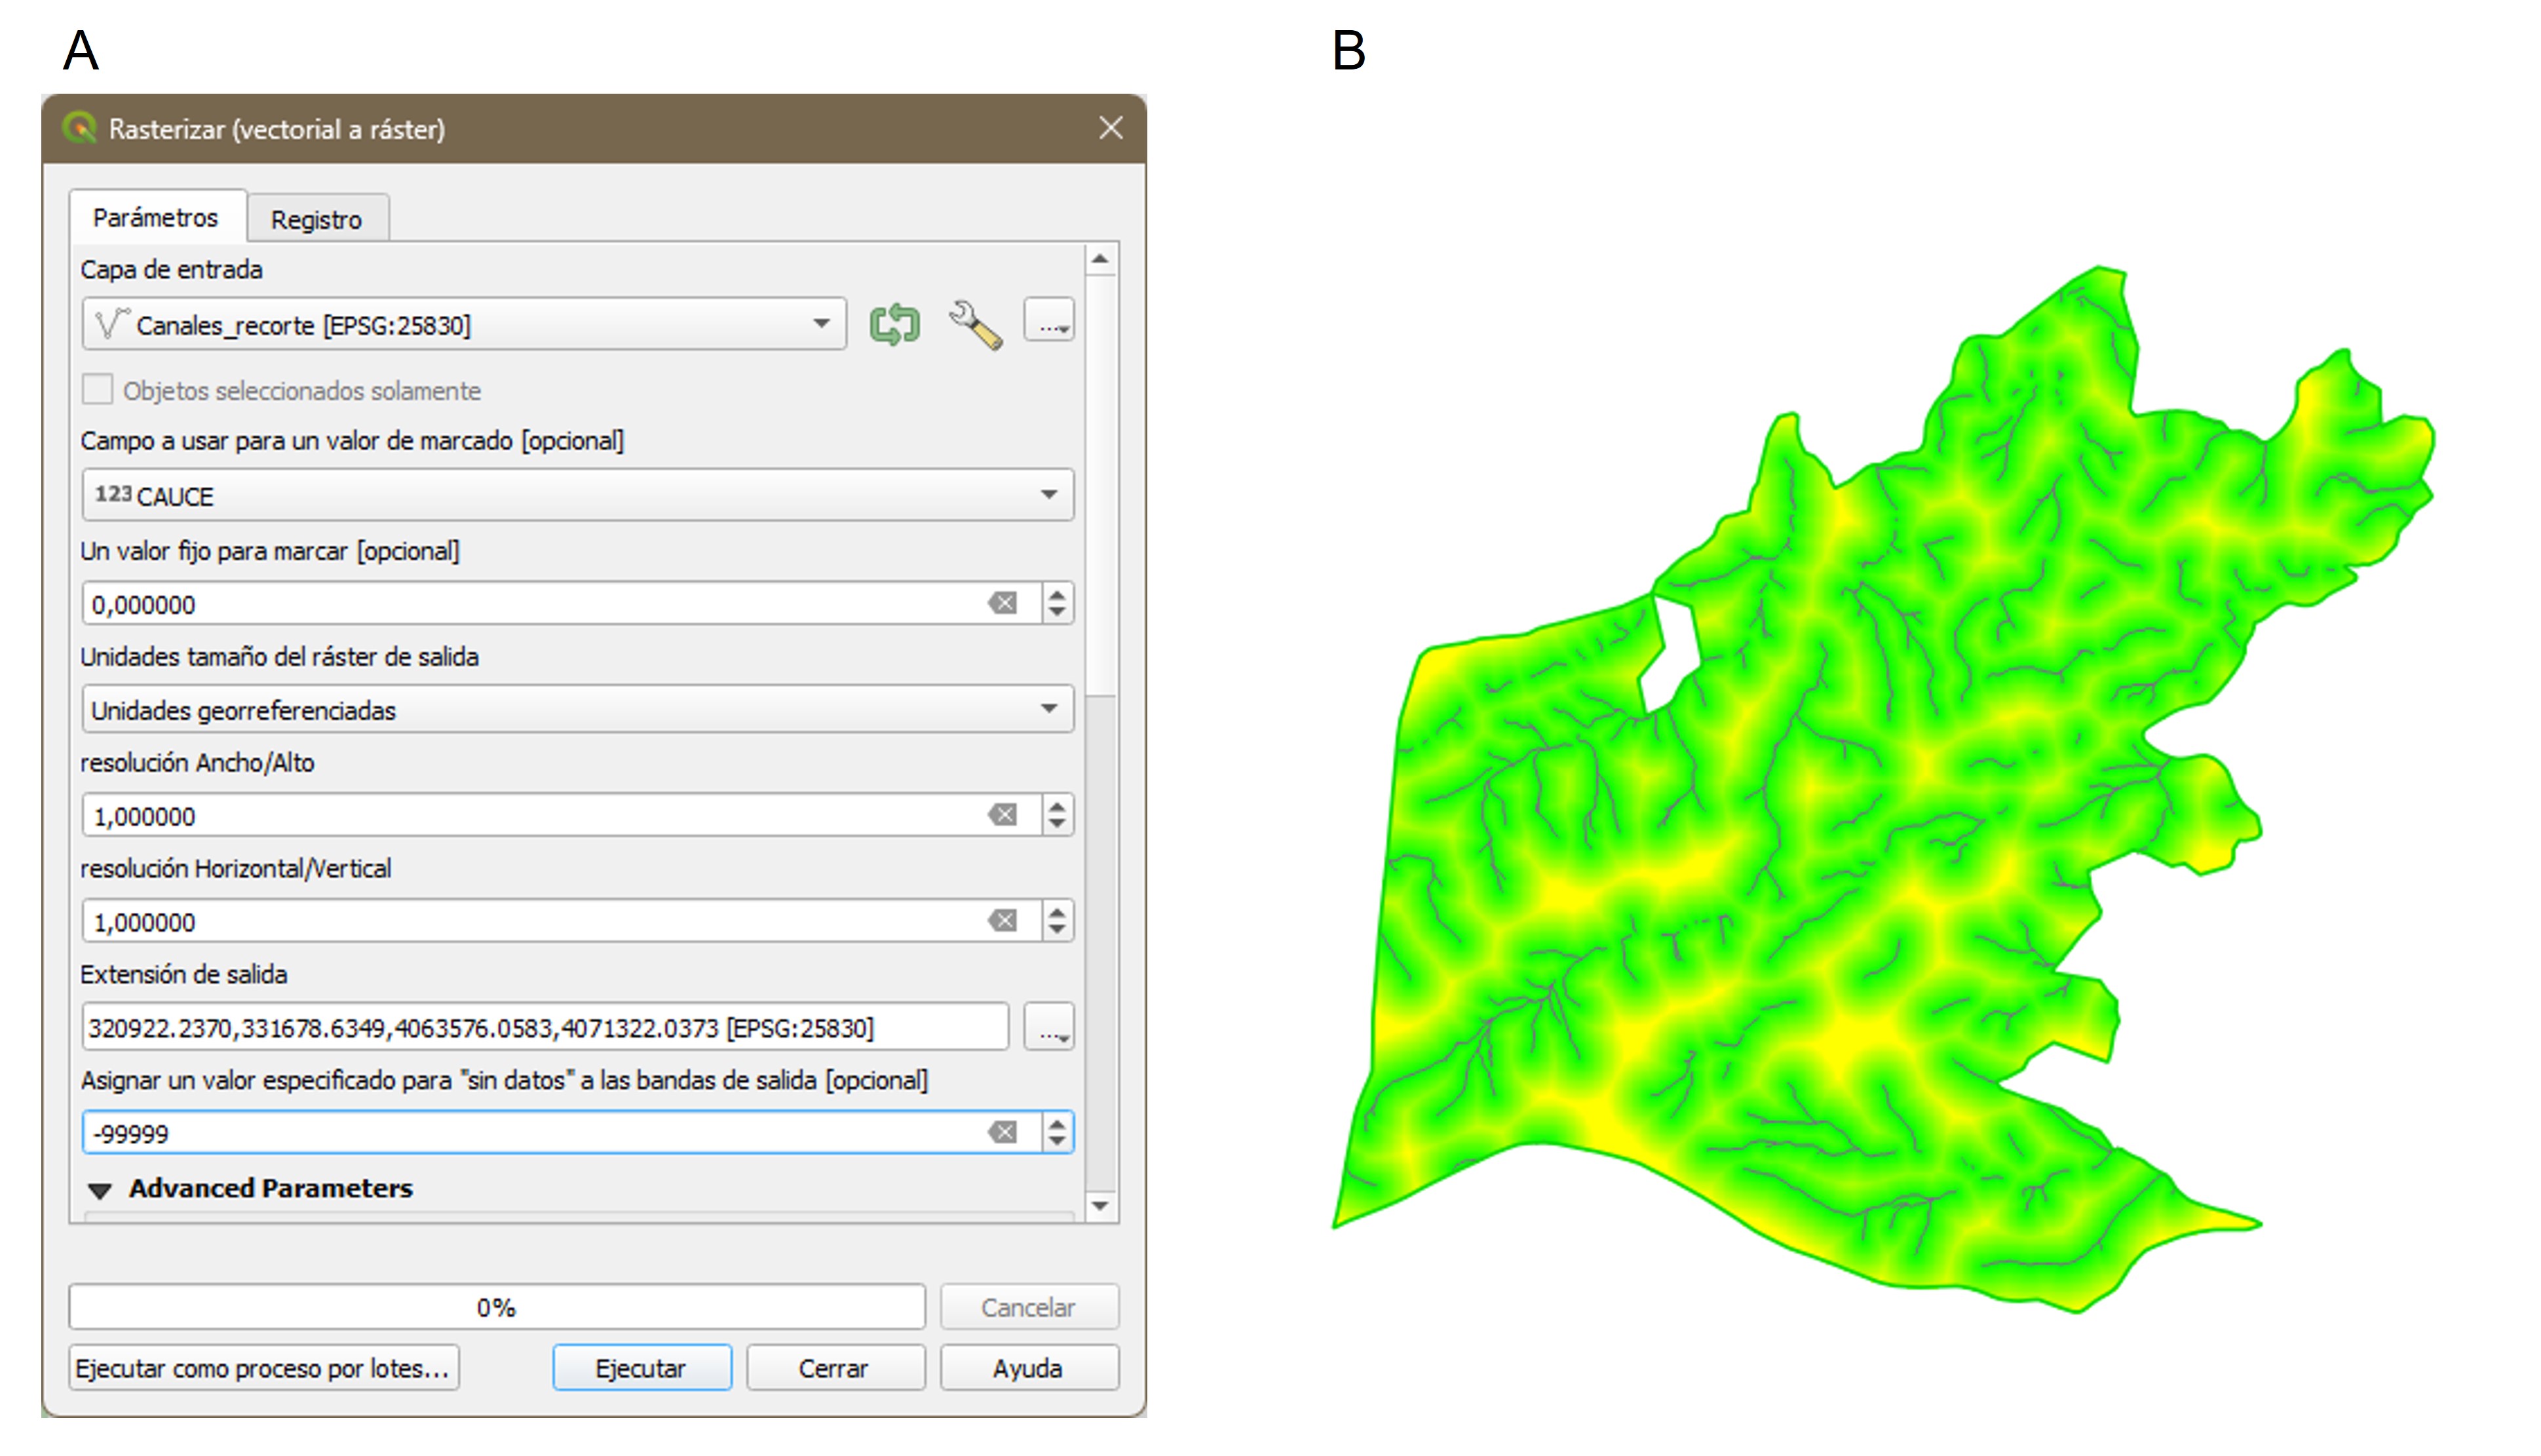 A
B
Rasterizar (vectorial a ráster)
Parámetros
Registro
Capa de entrada
Canales_recorte [EPSG:25830]
...
Objetos seleccionados solamente
Campo a usar para un valor de marcado [opcional]
123 CAUCE
Un valor fijo para marcar [opcional]
0,000000
Unidades tamaño del ráster de salida
Unidades georreferenciadas
resolución Ancho/Alto
1,000000
resolución Horizontal/Vertical
1,000000
Extensión de salida
320922.2370,331678.6349,4063576.0583,4071322.0373 [EPSG:25830]
...
Asignar un valor especificado para "sin datos" a las bandas de salida [opcional]
-99999
Advanced Parameters
0%
Cancelar
Ejecutar como proceso por lotes...
Ejecutar
Cerrar
Ayuda